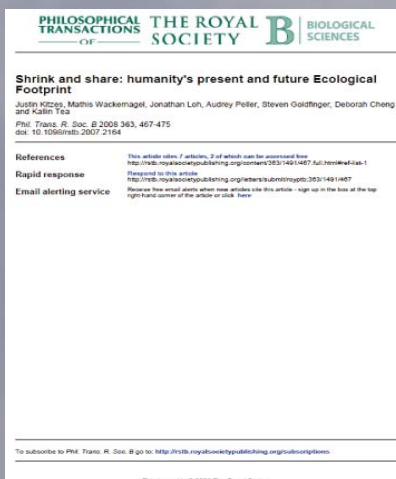 PHILOSOPHICAL TRANSACTIONS OF THE ROYAL SOCIETY B BIOLOGICAL SCIENCES
Shrink and share: humanity's present and future Ecological
Footprint
Justin Kitzes, Mathis Wackernagel, Jonathan Loh, Audrey Peller, Steven Goldfinger, Deborah Cheng
and Kallin Tea
Phil. Trans. R. Soc. B 2008 363, 467-475
doi: 10.1098/rstb.2007.2164
References
This article cites 7 articles, 2 of which can be accessed free
http://rstb.royalsocietypublishing.org/content/363/1491/467.full.html#ref-list-1
Rapid response
Respond to this article
http://rstb.royalsocietypublishing.org/letters/submit/royptb;363/1491/467
Email alerting service
Receive free email alerts when new articles cite this article - sign up in the box at the top
right-hand corner of the article or click here
To subscribe to Phil. Trans. R. Soc. B go to: http://rstb.royalsocietypublishing.org/subscriptions